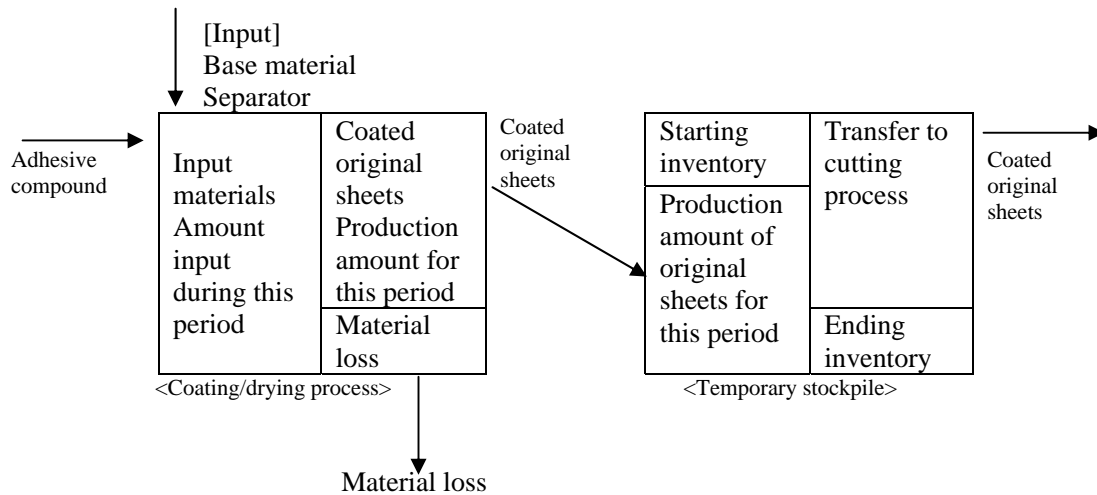 [Input]
Base material
Separator
Adhesive
compound
Input
materials
Amount
input
during this
period
Coated
original
sheets
Production
amount for
this period
Material
loss
<Coating/drying process>
Material loss
Coated
original
sheets
Starting
inventory
Production
amount of
original
sheets for
this period
Transfer to
cutting
process
Ending
inventory
<Temporary stockpile>
Coated
original
sheets